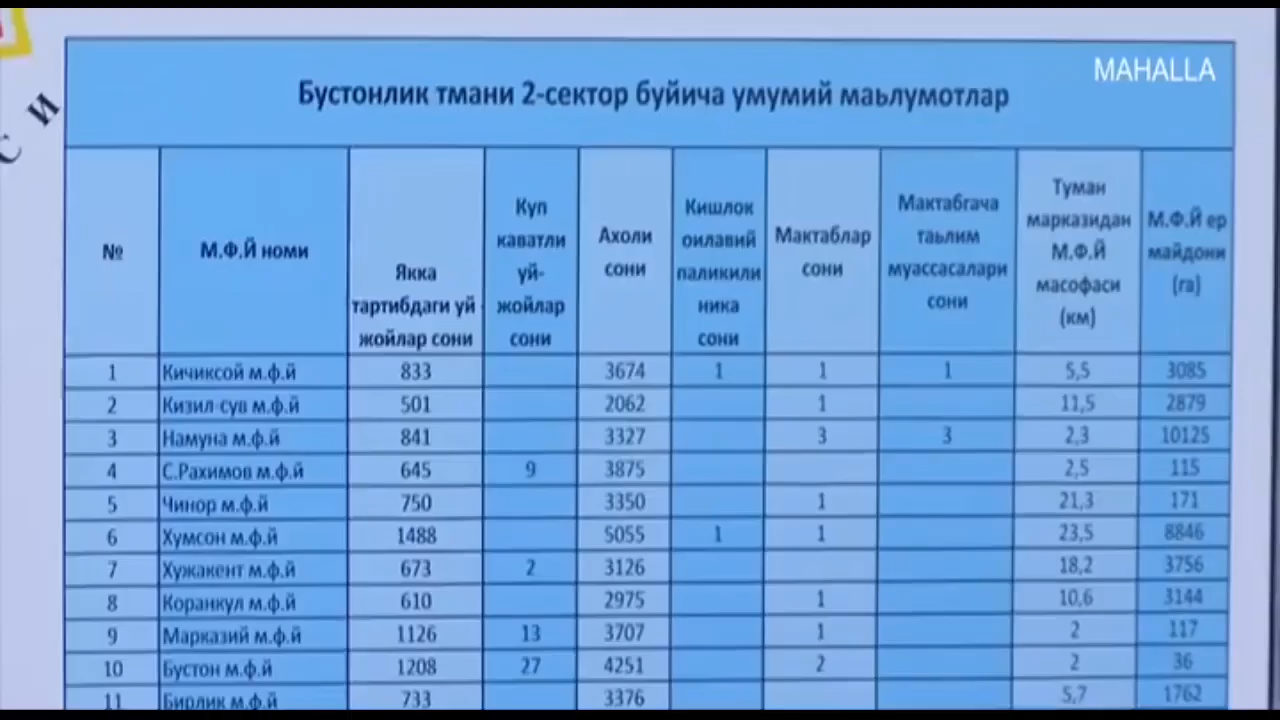 MAHALLA
С И
Бустонлик тмани 2-сектор буйича умумий маьлумотлар
№ М.Ф.Й номи Якка тартибдаги уй - жойлар сони Куп каватли уй-жойлар сони Ахоли сони Кишлок оилавий паликилиника сони Мактаблар сони Мактабгача таьлим муассасалари сони Туман марказидан М.Ф.Й масофаси (км) М.Ф.Й ер майдони (га)
1 Кичиксой м.ф.й 833 3674 1 1 1 5,5 3085
2 Кизил сув м.ф.й 501 2062 1 11,5 2879
3 Намуна м.ф.й 841 3327 3 3 2,3 10125
4 С.Рахимов м.ф.й 645 9 3875 2,5 115
5 Чинор м.ф.й 750 3350 1 21,3 171
6 Хумсон м.ф.й 1488 5055 1 1 23,5 8846
7 Хужакент м.ф.й 673 2 3126 18,2 3756
8 Коранкул м.ф.й 610 2975 1 10,6 3144
9 Марказий м.ф.й 1126 13 3707 1 2 117
10 Бустон м.ф.й 1208 27 4251 2 2 36
11 Бирлик м.ф.й 733 3376 5,7 1762